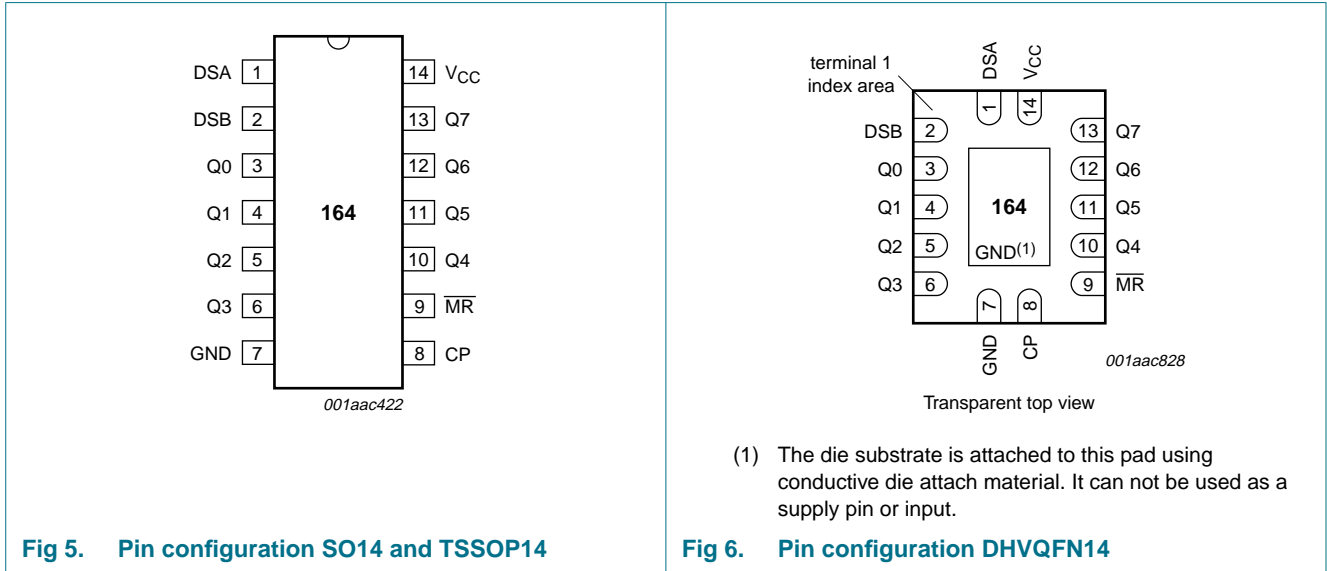 DSA 1
14 VCC
DSB 2
13 Q7
Q0 3
12 Q6
Q1 4
164
11 Q5
Q2 5
10 Q4
Q3 6
9 MR
GND 7
8 CP
001aac422
Fig 5. Pin configuration SO14 and TSSOP14
terminal 1
index area
DSA
VCC
1
14
DSB 2
13 Q7
Q0 3
12 Q6
Q1 4
164
11 Q5
Q2 5
GND(1)
10 Q4
Q3 6
9 MR
7
8
GND
CP
001aac828
Transparent top view
(1) The die substrate is attached to this pad using
conductive die attach material. It can not be used as a
supply pin or input.
Fig 6. Pin configuration DHVQFN14